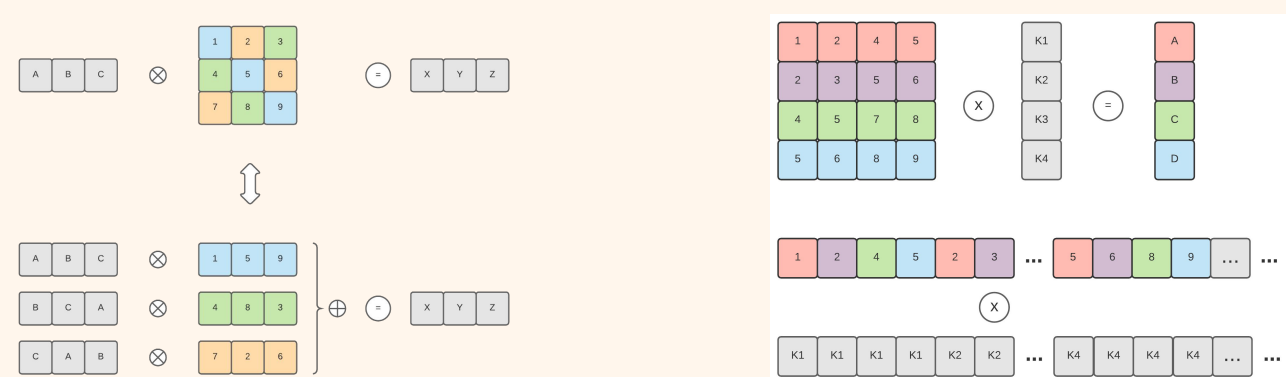 1 2 3
A B C ⊗ 4 5 6 = X Y Z
7 8 9
A B C ⊗ 1 5 9
B C A ⊗ 4 8 3 ⊕ = X Y Z
C A B ⊗ 7 2 6
1 2 4 5 K1 A
2 3 5 6 K2 B
X =
4 5 7 8 K3 C
5 6 8 9 K4 D
1 2 4 5 2 3 ... 5 6 8 9 ... ...
X
K1 K1 K1 K1 K2 K2 ... K4 K4 K4 K4 ... ...